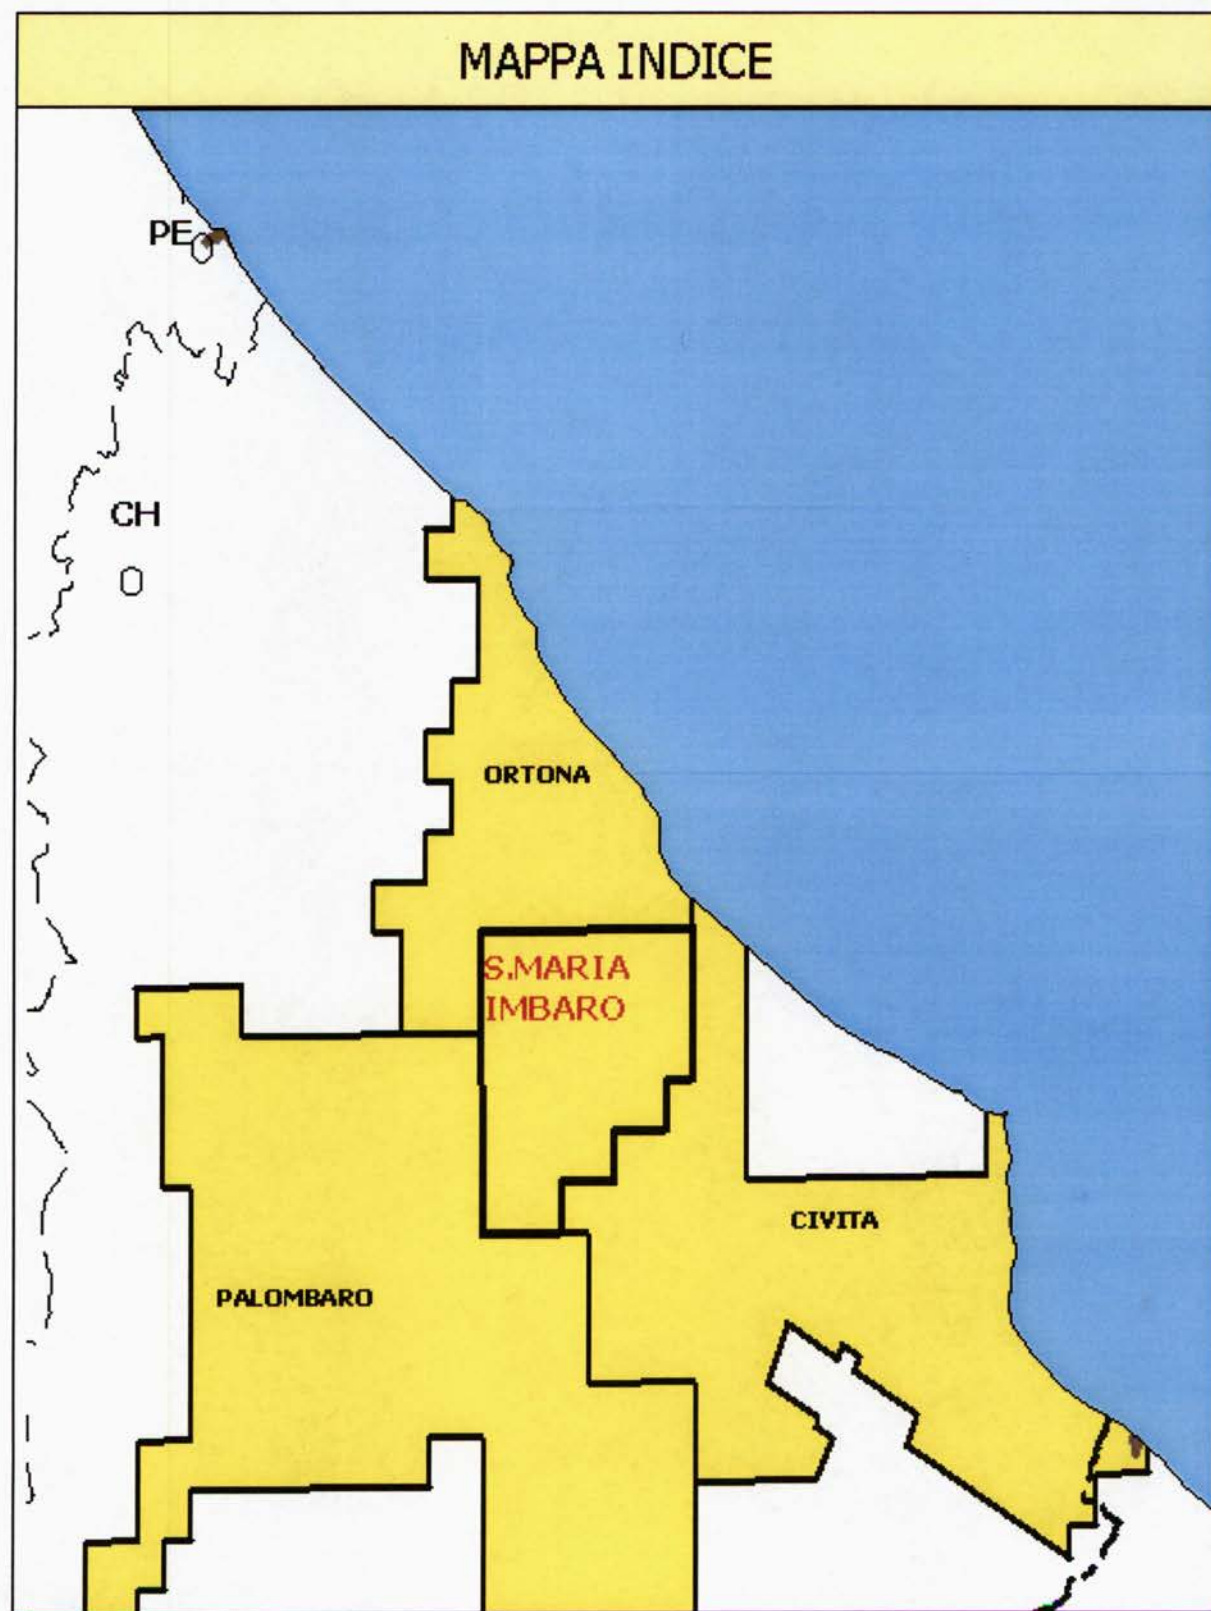 MAPPA INDICE
PE
CH
ORTONA
S.MARIA
IMBARO
CIVITA
PALOMBARO